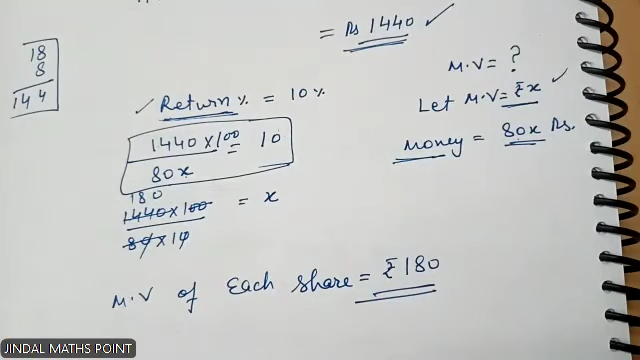 = Rs 1440 ✓
18
8
144
M.V = ?
Let M.V = ₹x ✓
Money = 80x Rs.
✓ Return % = 10%
1440 x 100 / 80x = 10
180
1440 x 100 / 80 x 10 = x
M.V of Each share = ₹180
JINDAL MATHS POINT